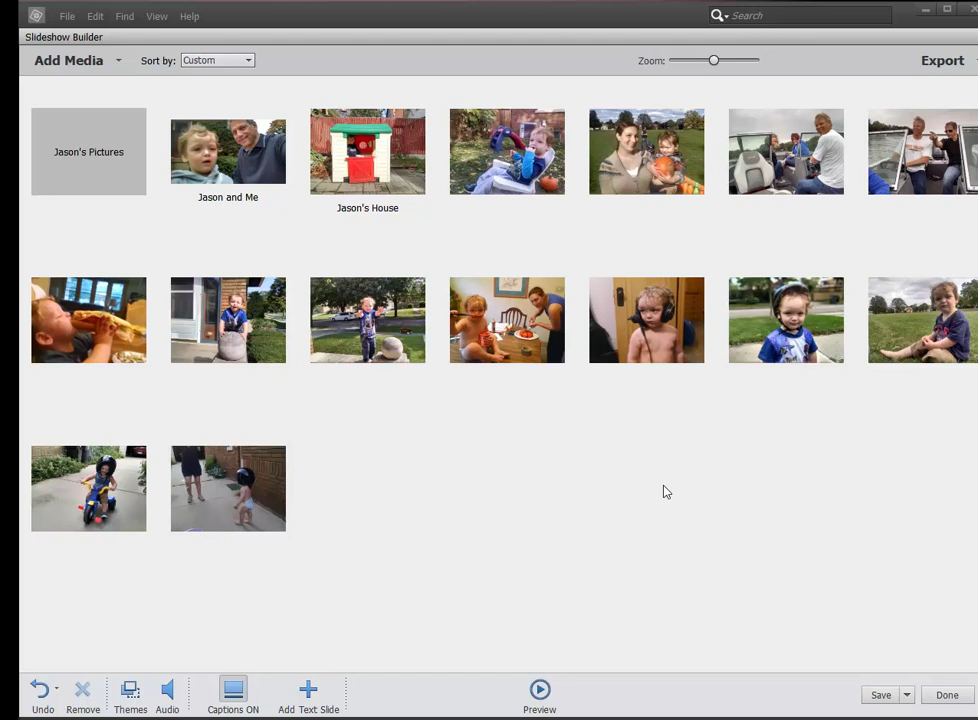 File Edit Find View Help Search
Slideshow Builder
Add Media Sort by: Custom Zoom: Export
Jason's Pictures
Jason and Me
Jason's House
Undo Remove Themes Audio Captions ON Add Text Slide Preview Save Done